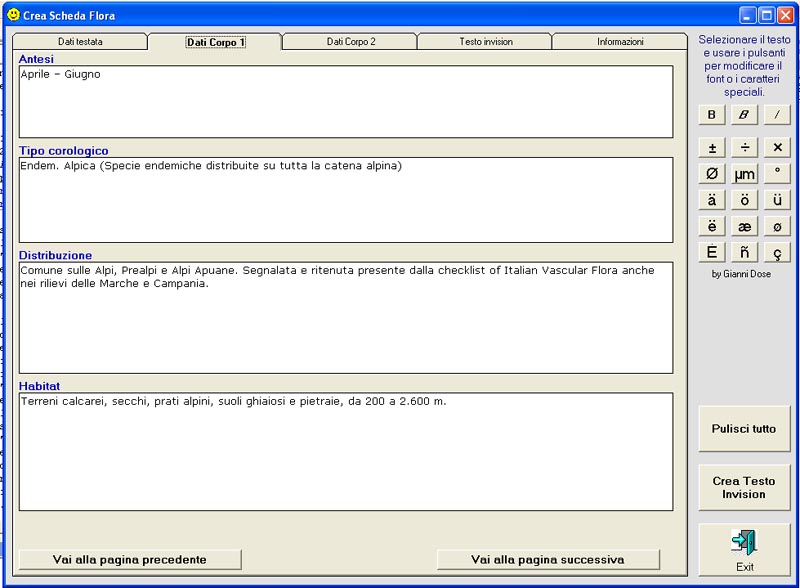 Crea Scheda Flora
Dati testata
Dati Corpo 1
Dati Corpo 2
Testo invision
Informazioni
Antesi
Aprile – Giugno
Tipo corologico
Endem. Alpica (Specie endemiche distribuite su tutta la catena alpina)
Distribuzione
Comune sulle Alpi, Prealpi e Alpi Apuane. Segnalata e ritenuta presente dalla checklist of Italian Vascular Flora anche
nei rilievi delle Marche e Campania.
Habitat
Terreni calcarei, secchi, prati alpini, suoli ghiaiosi e pietraie, da 200 a 2.600 m.
Vai alla pagina precedente
Vai alla pagina successiva
Selezionare il testo
e usare i pulsanti
per modificare il
font o i caratteri
speciali.
B B /
± ÷ ×
Ø µm °
ä ö ü
ë æ ø
È ñ ç
by Gianni Dose
Pulisci tutto
Crea Testo
Invision
Exit